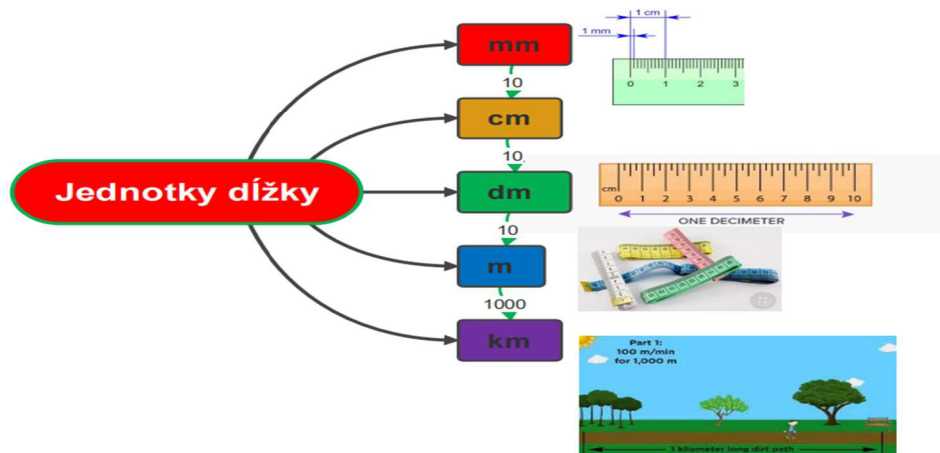 Jednotky dĺžky
mm
10
cm
10
dm
10
m
1000
km
1 cm
1 mm
0 1 2 3
cm
0 1 2 3 4 5 6 7 8 9 10
ONE DECIMETER
Part 1:
100 m/min
for 1,000 m
1 kilometer long dirt path